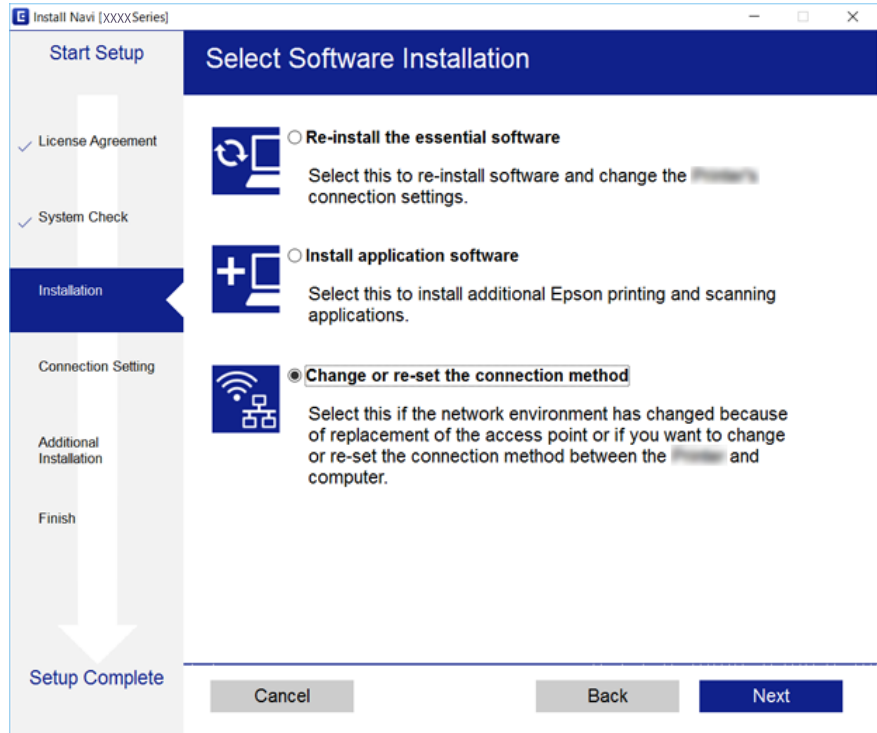 E Install Navi [XXXX Series]
Start Setup
License Agreement
System Check
Installation
Connection Setting
Additional
Installation
Finish
Setup Complete
Select Software Installation
Re-install the essential software
Select this to re-install software and change the
connection settings.
Install application software
Select this to install additional Epson printing and scanning
applications.
Change or re-set the connection method
Select this if the network environment has changed because
of replacement of the access point or if you want to change
or re-set the connection method between the and
computer.
Cancel
Back
Next